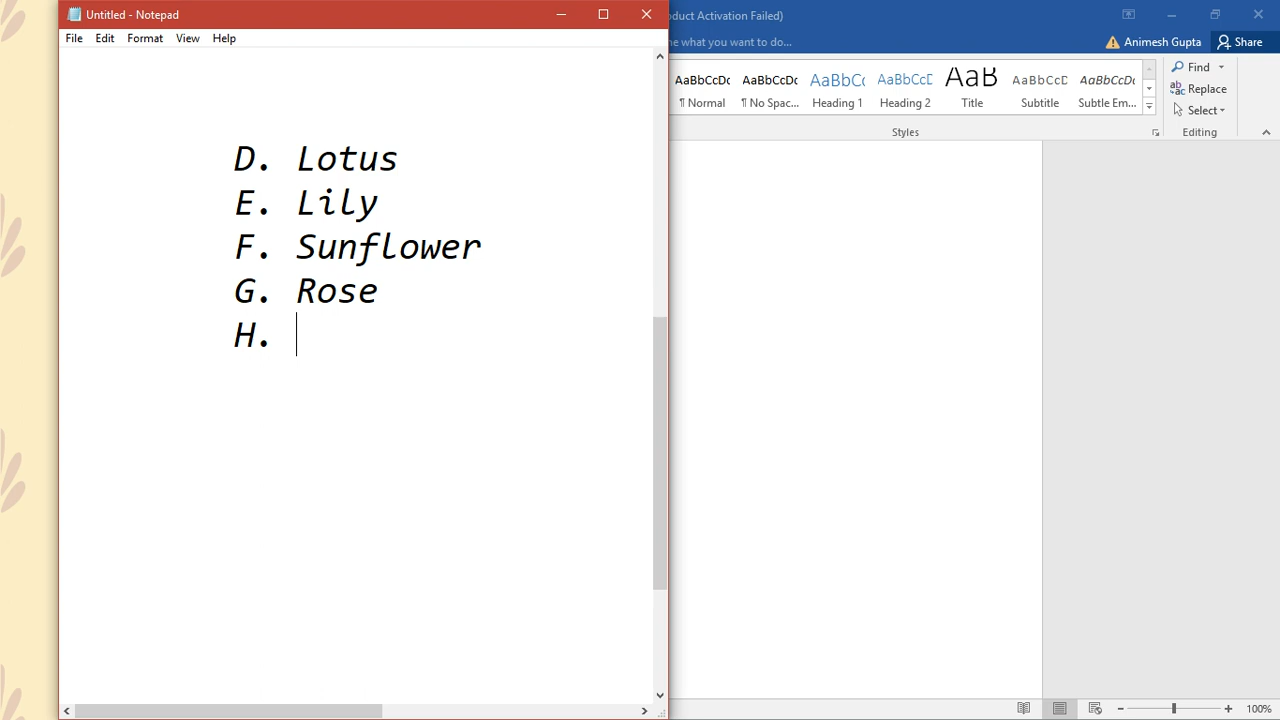 Untitled - Notepad
oduct Activation Failed)
File Edit Format View Help
me what you want to do...
Animesh Gupta
Share
AaBbCcDc AaBbCcDc AaBbCc AaBbCcD AaB AaBbCcD AaBbCcDc
¶ Normal ¶ No Spac... Heading 1 Heading 2 Title Subtitle Subtle Em...
Find
Replace
Select
Styles
Editing
D. Lotus
E. Lily
F. Sunflower
G. Rose
H.
100%